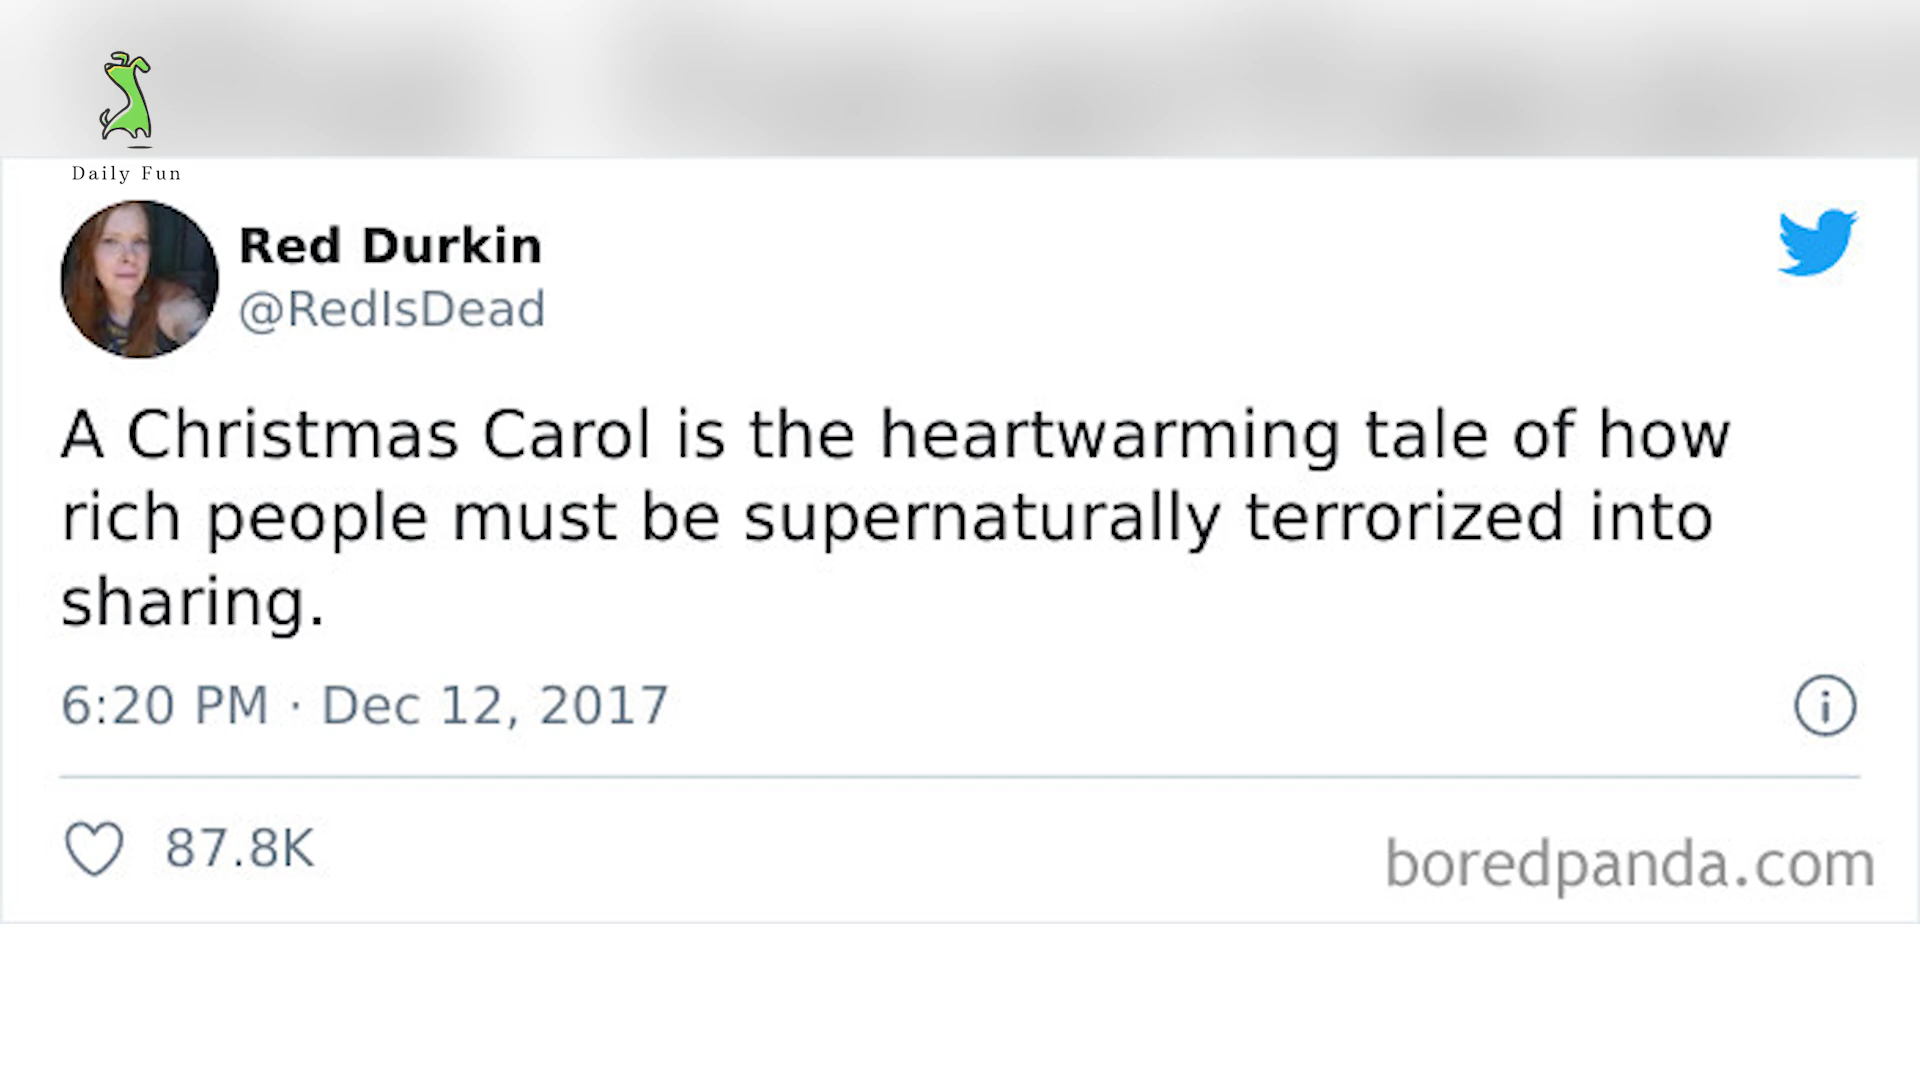 Daily Fun
Red Durkin
@RedIsDead
A Christmas Carol is the heartwarming tale of how
rich people must be supernaturally terrorized into
sharing.
6:20 PM · Dec 12, 2017
87.8K
boredpanda.com